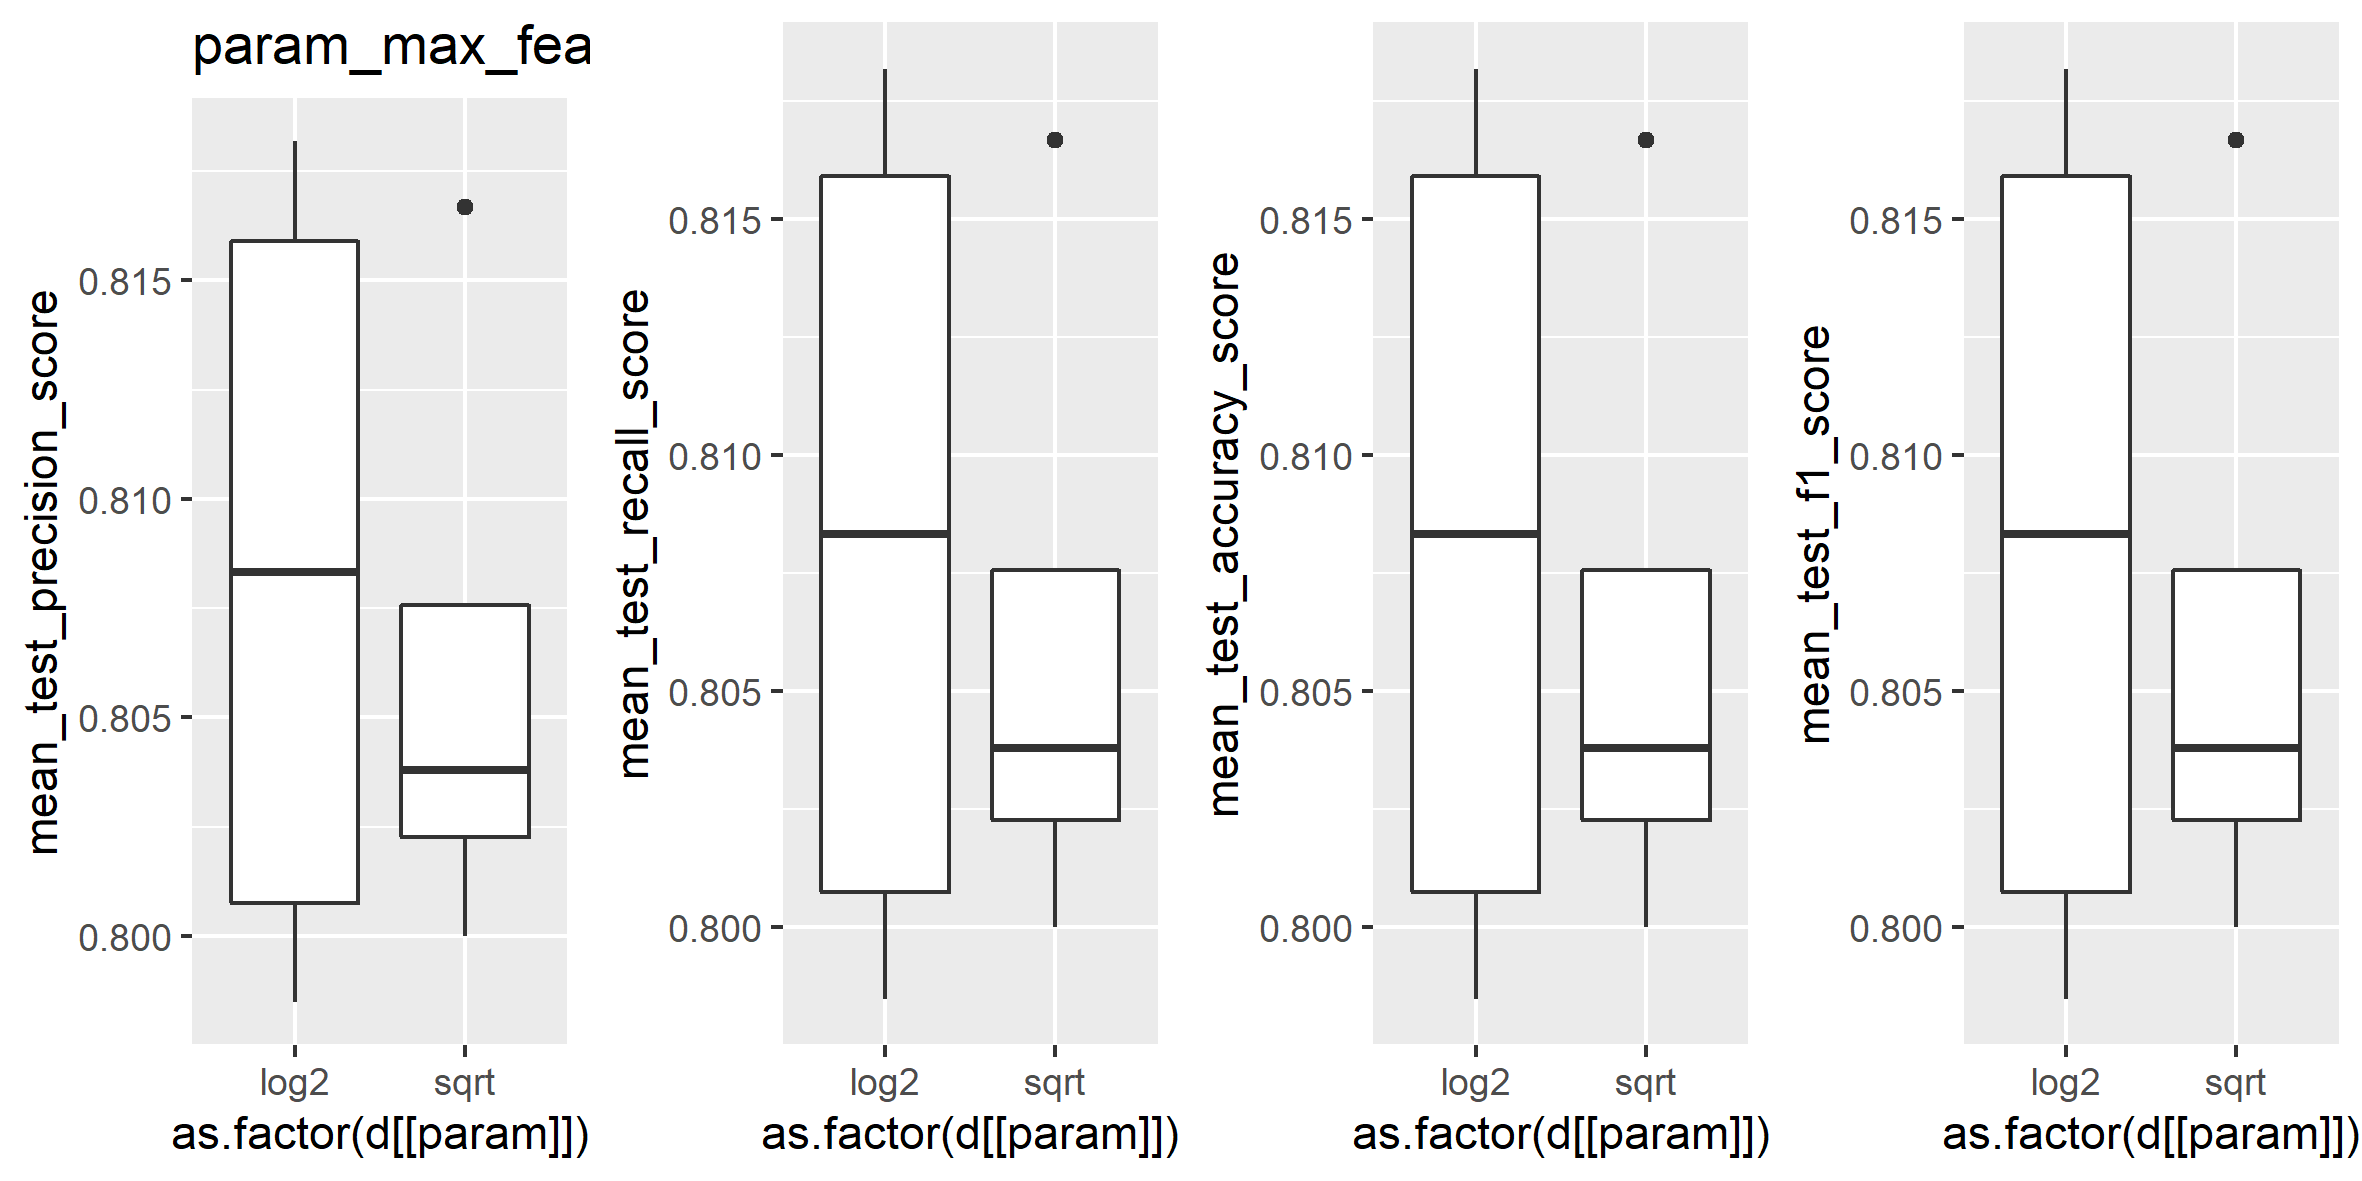 param_max_fea
mean_test_precision_score
0.815
0.810
0.805
0.800
log2 sqrt
as.factor(d[[param]])
mean_test_recall_score
0.815
0.810
0.805
0.800
log2 sqrt
as.factor(d[[param]])
mean_test_accuracy_score
0.815
0.810
0.805
0.800
log2 sqrt
as.factor(d[[param]])
mean_test_f1_score
0.815
0.810
0.805
0.800
log2 sqrt
as.factor(d[[param]])